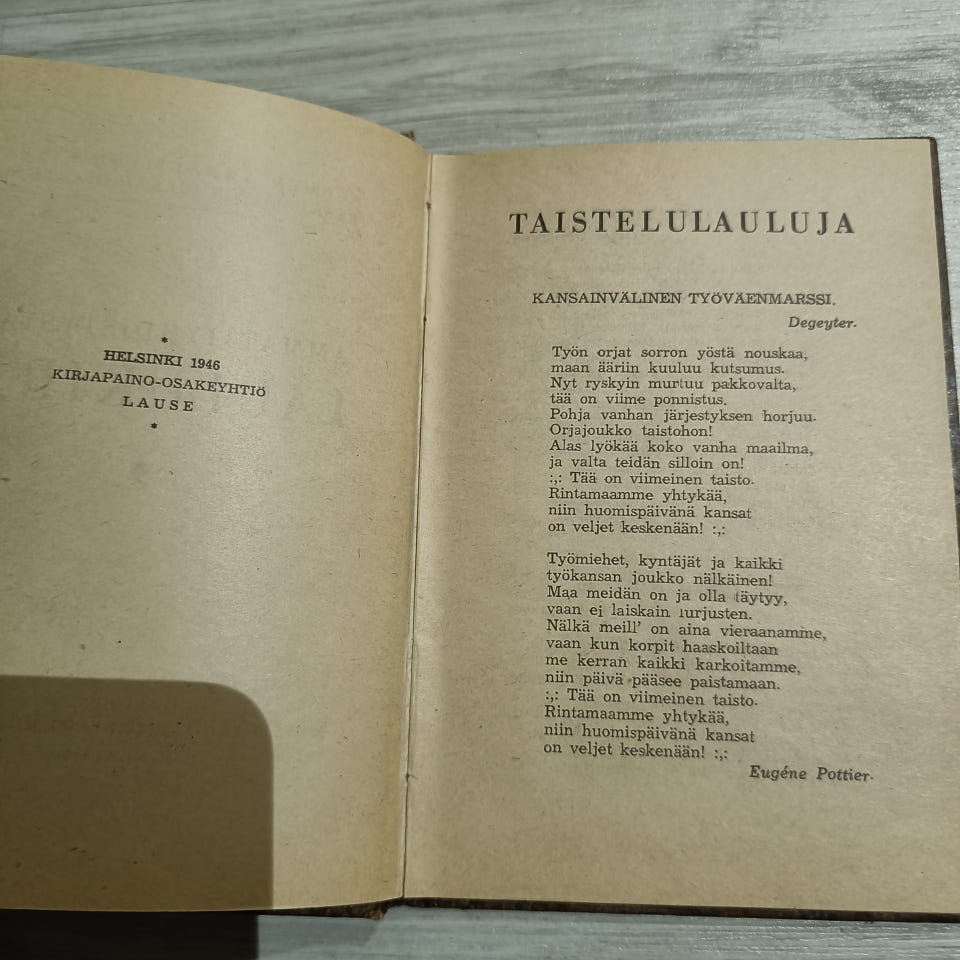 *
HELSINKI 1946
KIRJAPAINO-OSAKEYHTIÖ
LAUSE
*
TAISTELULAULUJA
KANSAINVÄLINEN TYÖVÄENMARSSI.
Degeyter.
Työn orjat sorron yöstä nouskaa,
maan ääriin kuuluu kutsumus.
Nyt ryskyin murtuu pakkovalta,
tää on viime ponnistus.
Pohja vanhan järjestyksen horjuu.
Orjajoukko taistohon!
Alas lyökää koko vanha maailma,
ja valta teidän silloin on!
:,: Tää on viimeinen taisto.
Rintamaamme yhtykää,
niin huomispäivänä kansat
on veljet keskenään! :,:
Työmiehet, kyntäjät ja kaikki
työkansan joukko nälkäinen!
Maa meidän on ja olla täytyy,
vaan ei laiskain lurjusten.
Nälkä meill' on aina vieraanamme,
vaan kun korpit haaskoiltaan
me kerran kaikki karkoitamme,
niin päivä pääsee paistamaan.
:,: Tää on viimeinen taisto.
Rintamaamme yhtykää,
niin huomispäivänä kansat
on veljet keskenään! :,:
Eugéne Pottier.